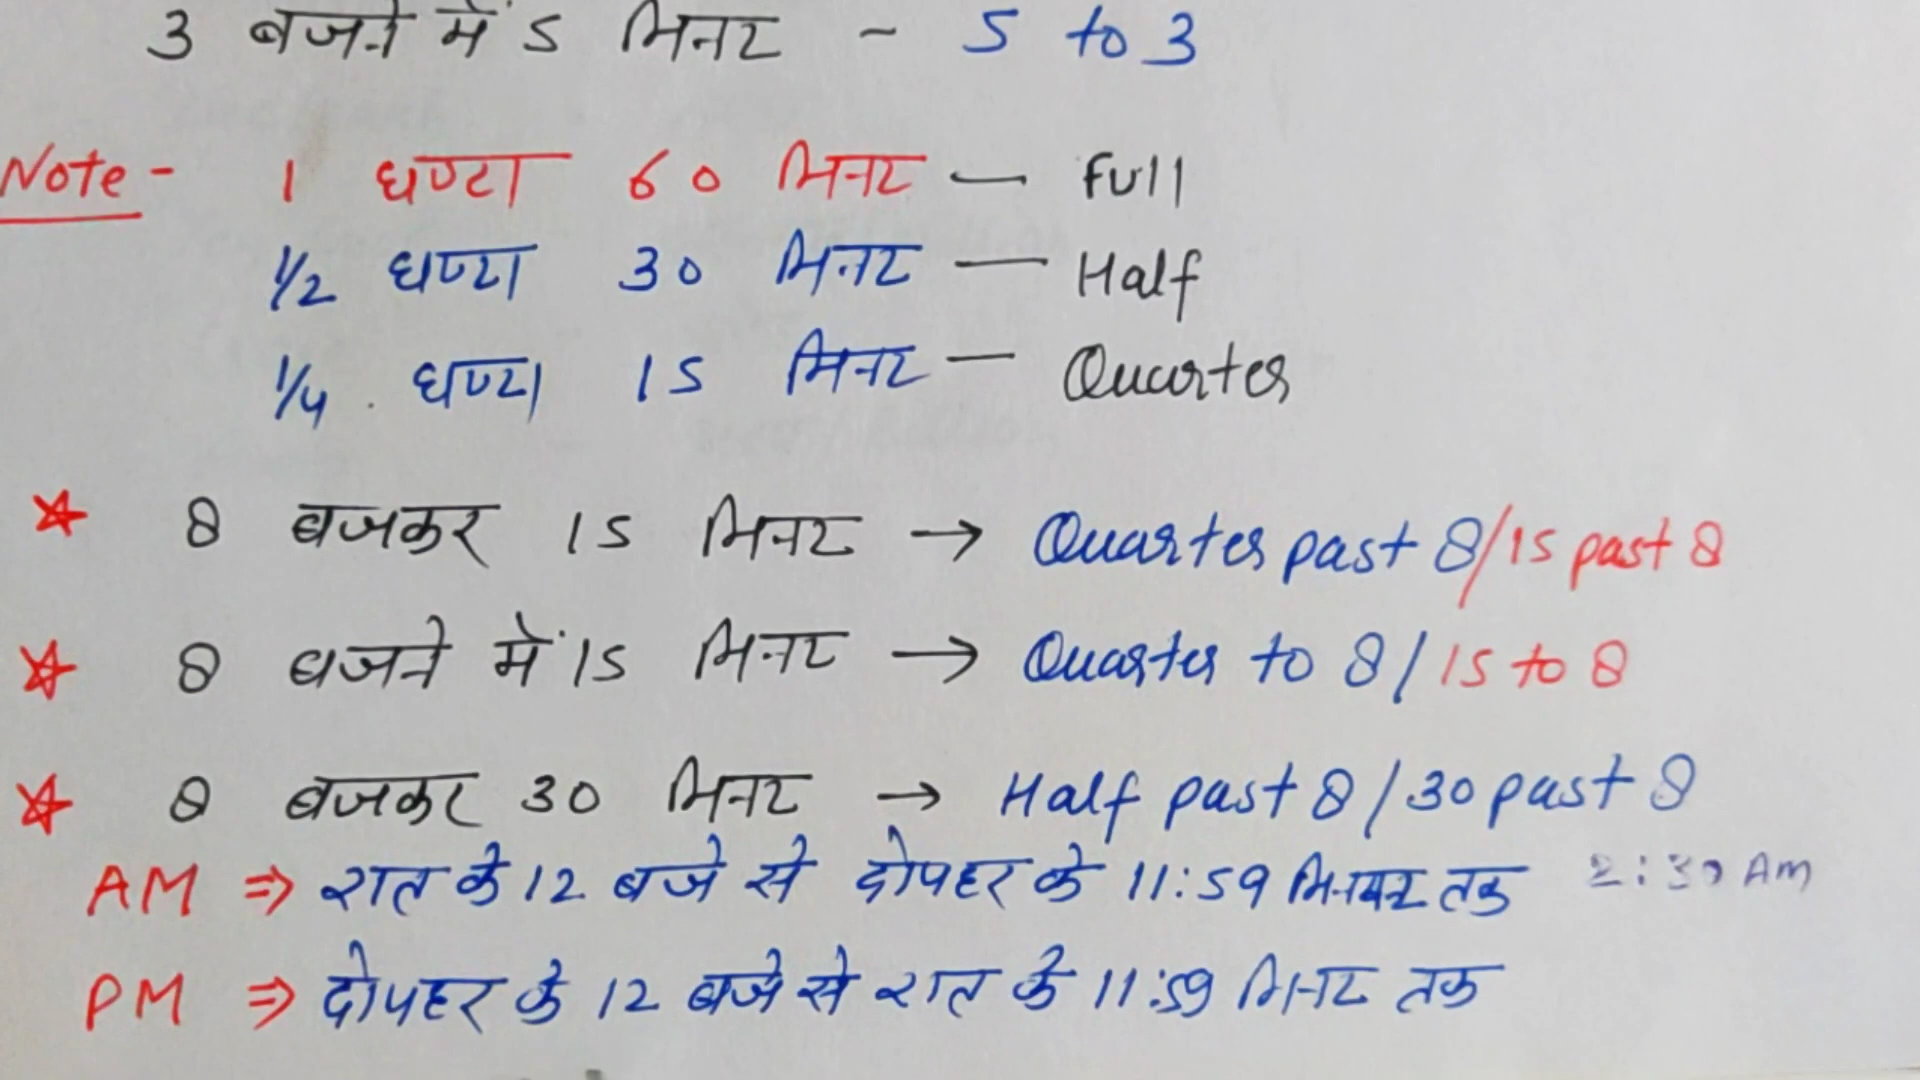 3 बजने में 5 मिनट - 5 to 3
Note - 1 घण्टा 60 मिनट — Full
1/2 घण्टा 30 मिनट — Half
1/4 घण्टा 15 मिनट — Quarter
☆ 8 बजकर 15 मिनट → Quarter past 8/15 past 8
☆ 8 बजने में 15 मिनट → Quarter to 8/15 to 8
☆ 8 बजकर 30 मिनट → Half past 8/30 past 8
AM ⇒ रात के 12 बजे से दोपहर के 11:59 मिनट तक 2:30 Am
PM ⇒ दोपहर के 12 बजे से रात के 11:59 मिनट तक